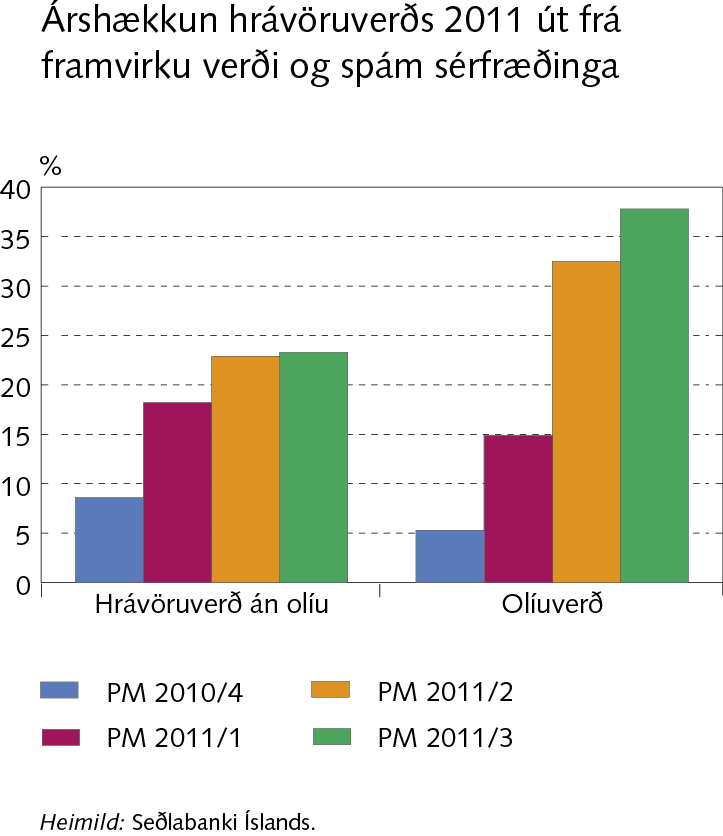 Árshækkun hrávöruverðs 2011 út frá
framvirku verði og spám sérfræðinga
%
40
35
30
25
20
15
10
5
0
Hrávöruverð án olíu
Olíuverð
PM 2010/4
PM 2011/2
PM 2011/1
PM 2011/3
Heimild: Seðlabanki Íslands.